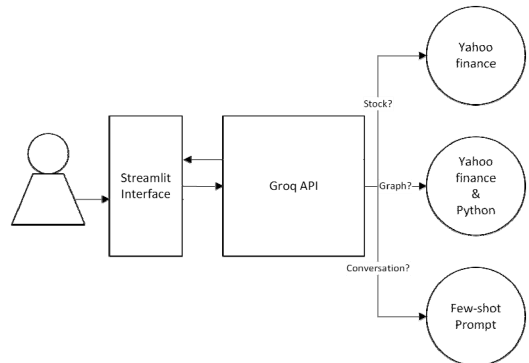 Yahoo
finance
Stock?
Streamlit
Interface
Groq API
Graph?
Yahoo
finance
&
Python
Conversation?
Few-shot
Prompt